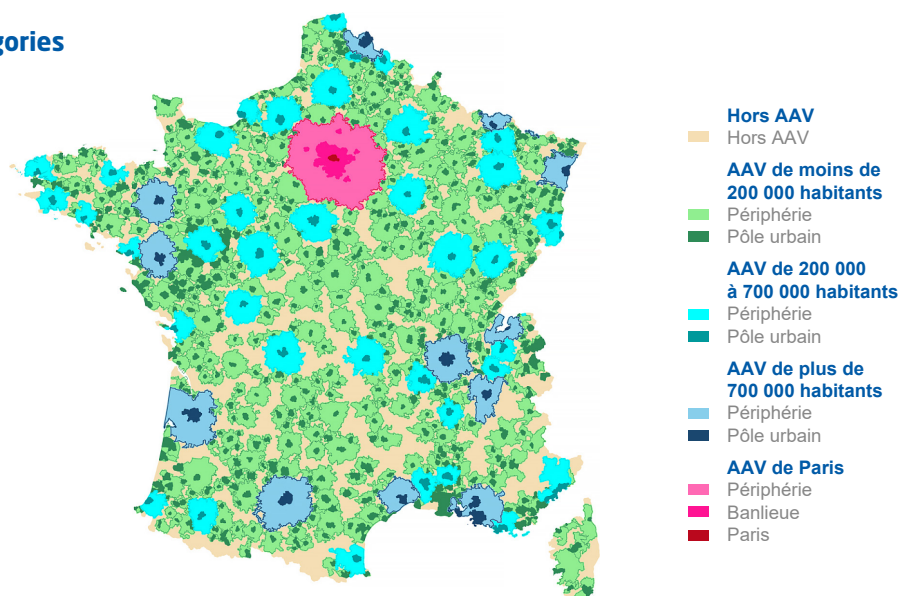 gories
Hors AAV
Hors AAV
AAV de moins de
200 000 habitants
Périphérie
Pôle urbain
AAV de 200 000
à 700 000 habitants
Périphérie
Pôle urbain
AAV de plus de
700 000 habitants
Périphérie
Pôle urbain
AAV de Paris
Périphérie
Banlieue
Paris